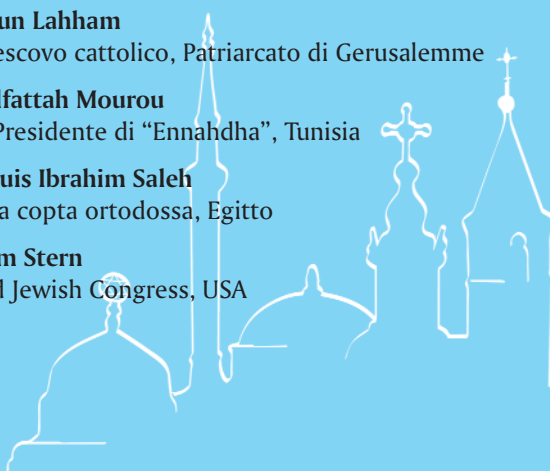 un Lahham
escovo cattolico, Patriarcato di Gerusalemme
lfattah Mourou
Presidente di “Ennahdha”, Tunisia
uis Ibrahim Saleh
a copta ortodossa, Egitto
m Stern
d Jewish Congress, USA